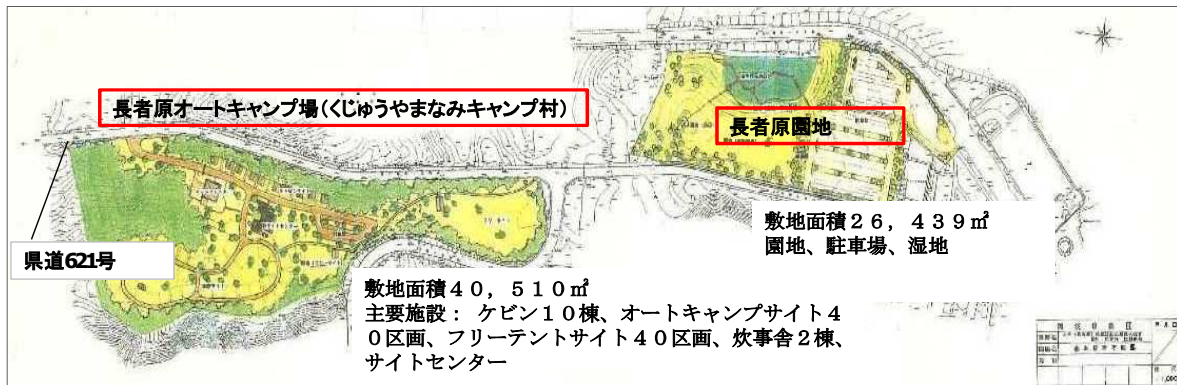 長者原オートキャンプ場(くじゅうやまなみキャンプ村)
長者原園地
県道621号
敷地面積２６，４３９㎡
園地、駐車場、湿地
敷地面積４０，５１０㎡
主要施設： ケビン１０棟、オートキャンプサイト４
０区画、フリーテントサイト４０区画、炊事舎２棟、
サイトセンター